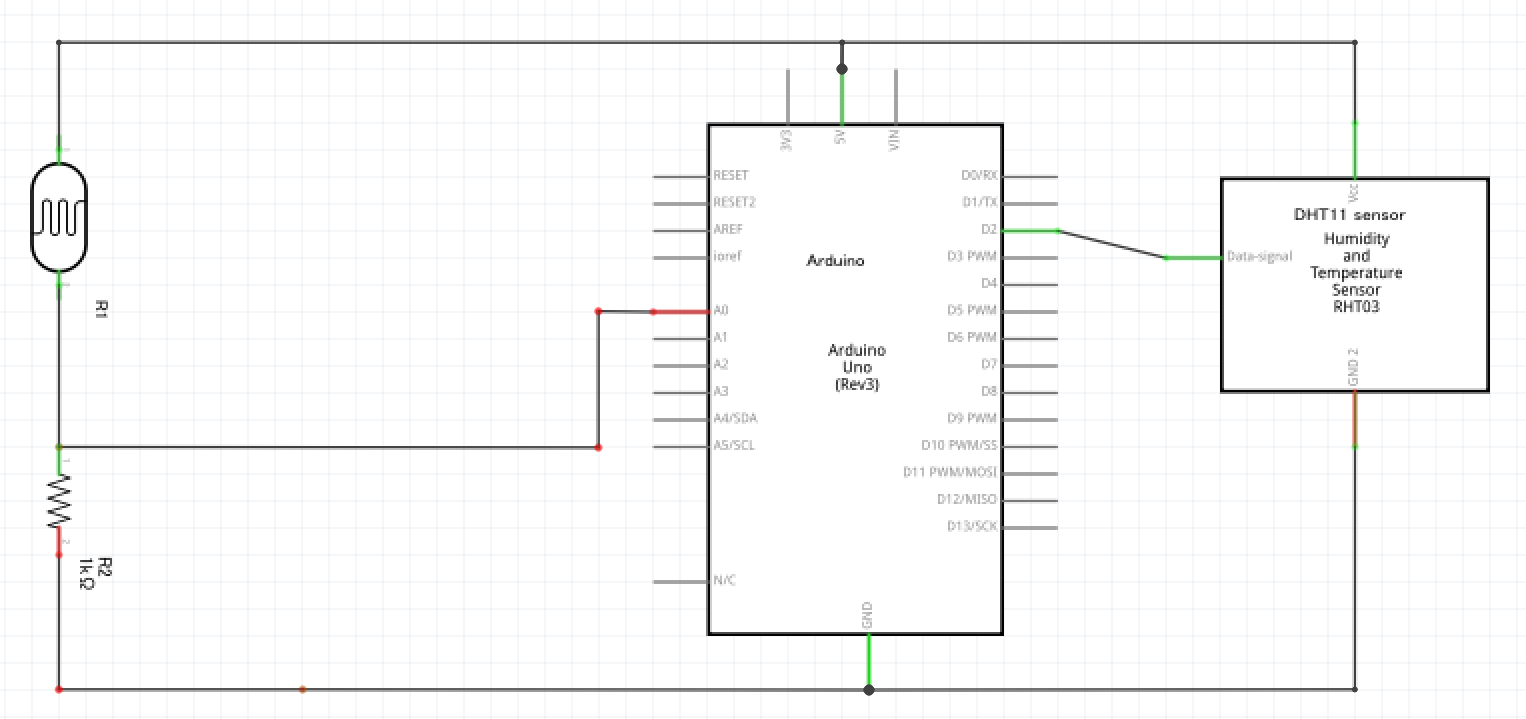 3V3
5V
VIN
RESET
RESET2
AREF
ioref
A0
A1
A2
A3
A4/SDA
A5/SCL
N/C
Arduino
Arduino
Uno
(Rev3)
D0/RX
D1/TX
D2
D3 PWM
D4
D5 PWM
D6 PWM
D7
D8
D9 PWM
D10 PWM/SS
D11 PWM/MOSI
D12/MISO
D13/SCK
GND
Vcc
DHT11 sensor
Data-signal
Humidity
and
Temperature
Sensor
RHT03
GND 2
R1
1
2
R2
1kΩ